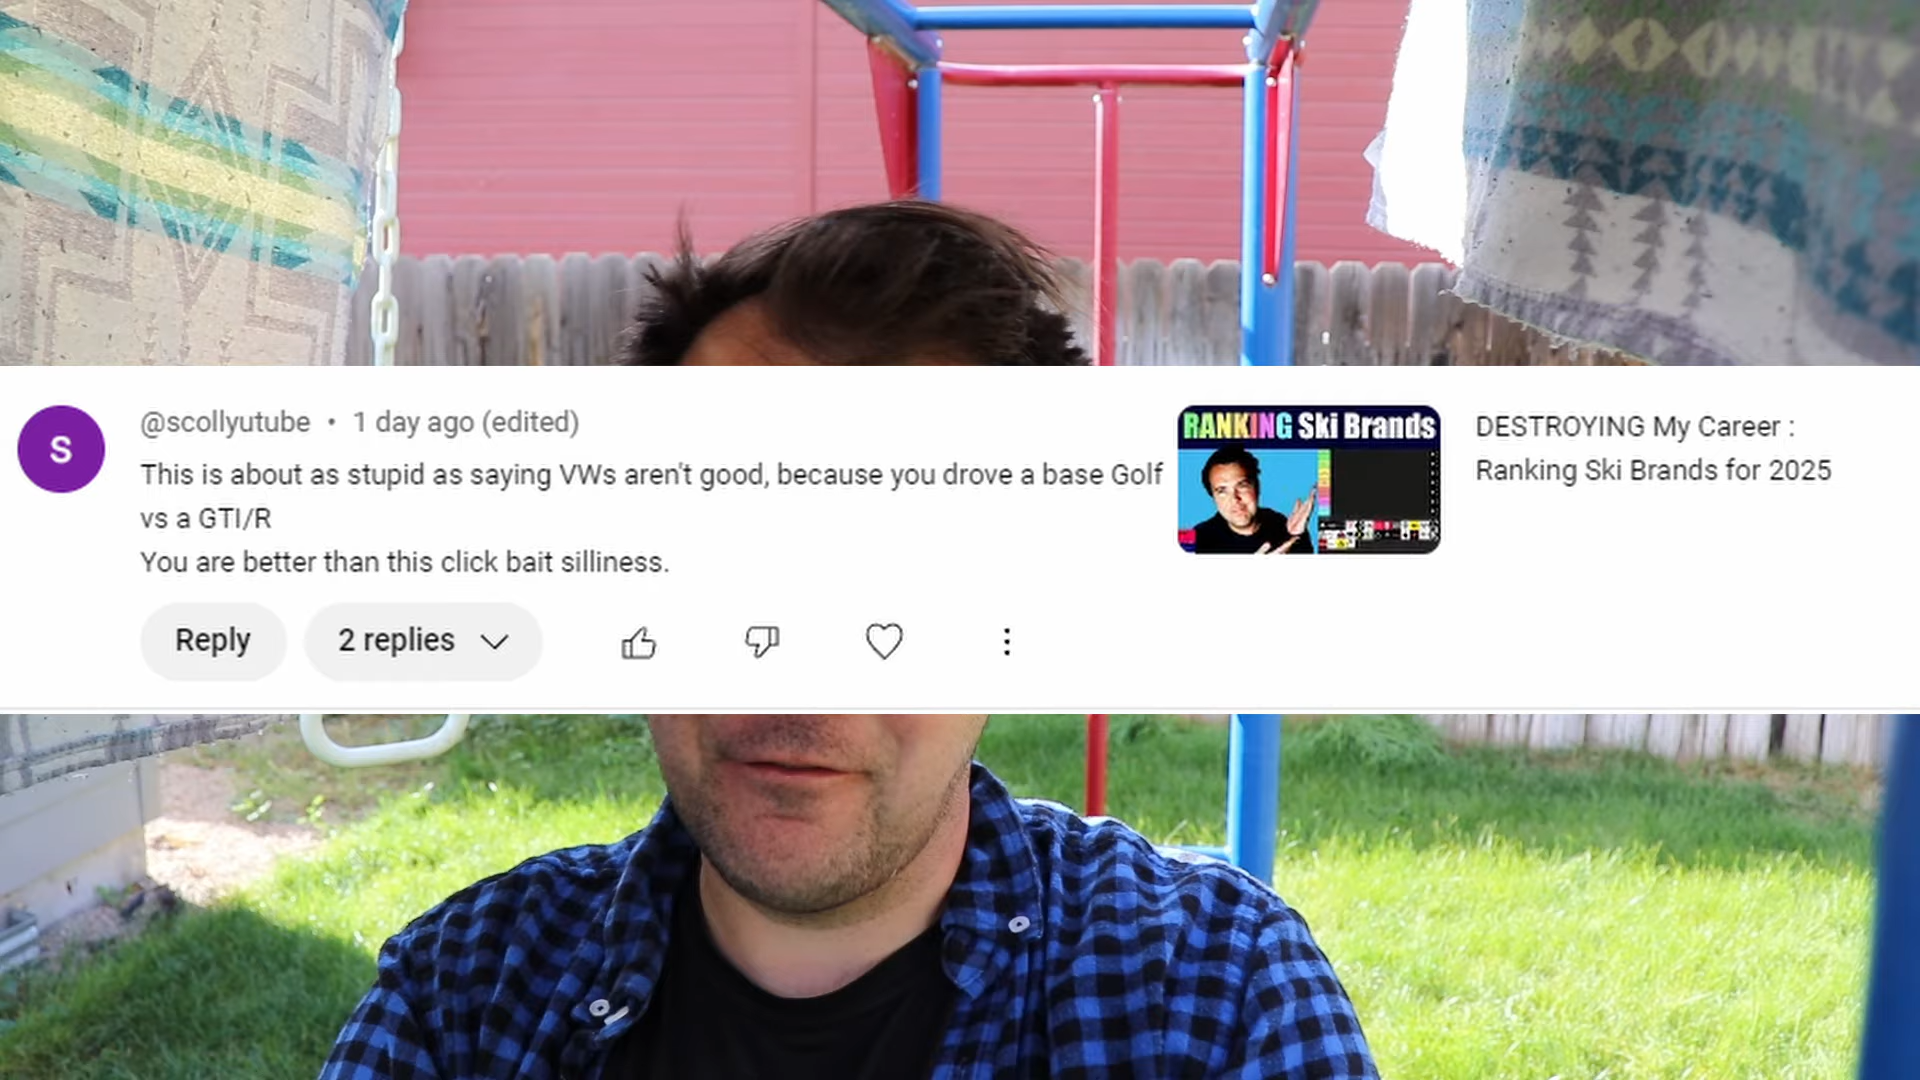 @scollyutube • 1 day ago (edited)
This is about as stupid as saying VWs aren't good, because you drove a base Golf
vs a GTI/R
You are better than this click bait silliness.
S
Reply
2 replies
RANKING Ski Brands
DESTROYING My Career :
Ranking Ski Brands for 2025